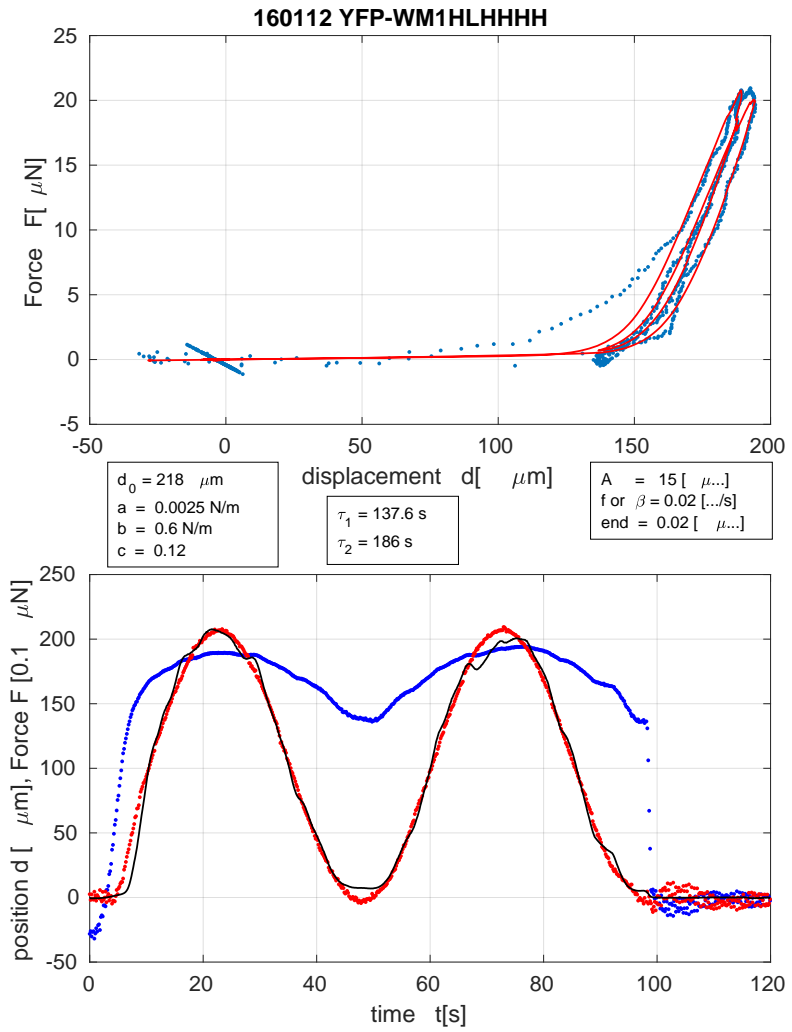 160112 YFP-WM1HLHHHH
25
20
15
10
5
0
-5
Force F[ μN]
-50
0
50
100
150
200
displacement d[ μm]
d0 = 218 μm
a = 0.0025 N/m
b = 0.6 N/m
c = 0.12
τ1 = 137.6 s
τ2 = 186 s
A = 15 [ μ...]
f or β = 0.02 [.../s]
end = 0.02 [ μ...]
250
200
150
100
50
0
-50
position d [ μm], Force F [0.1 μN]
0
20
40
60
80
100
120
time t[s]